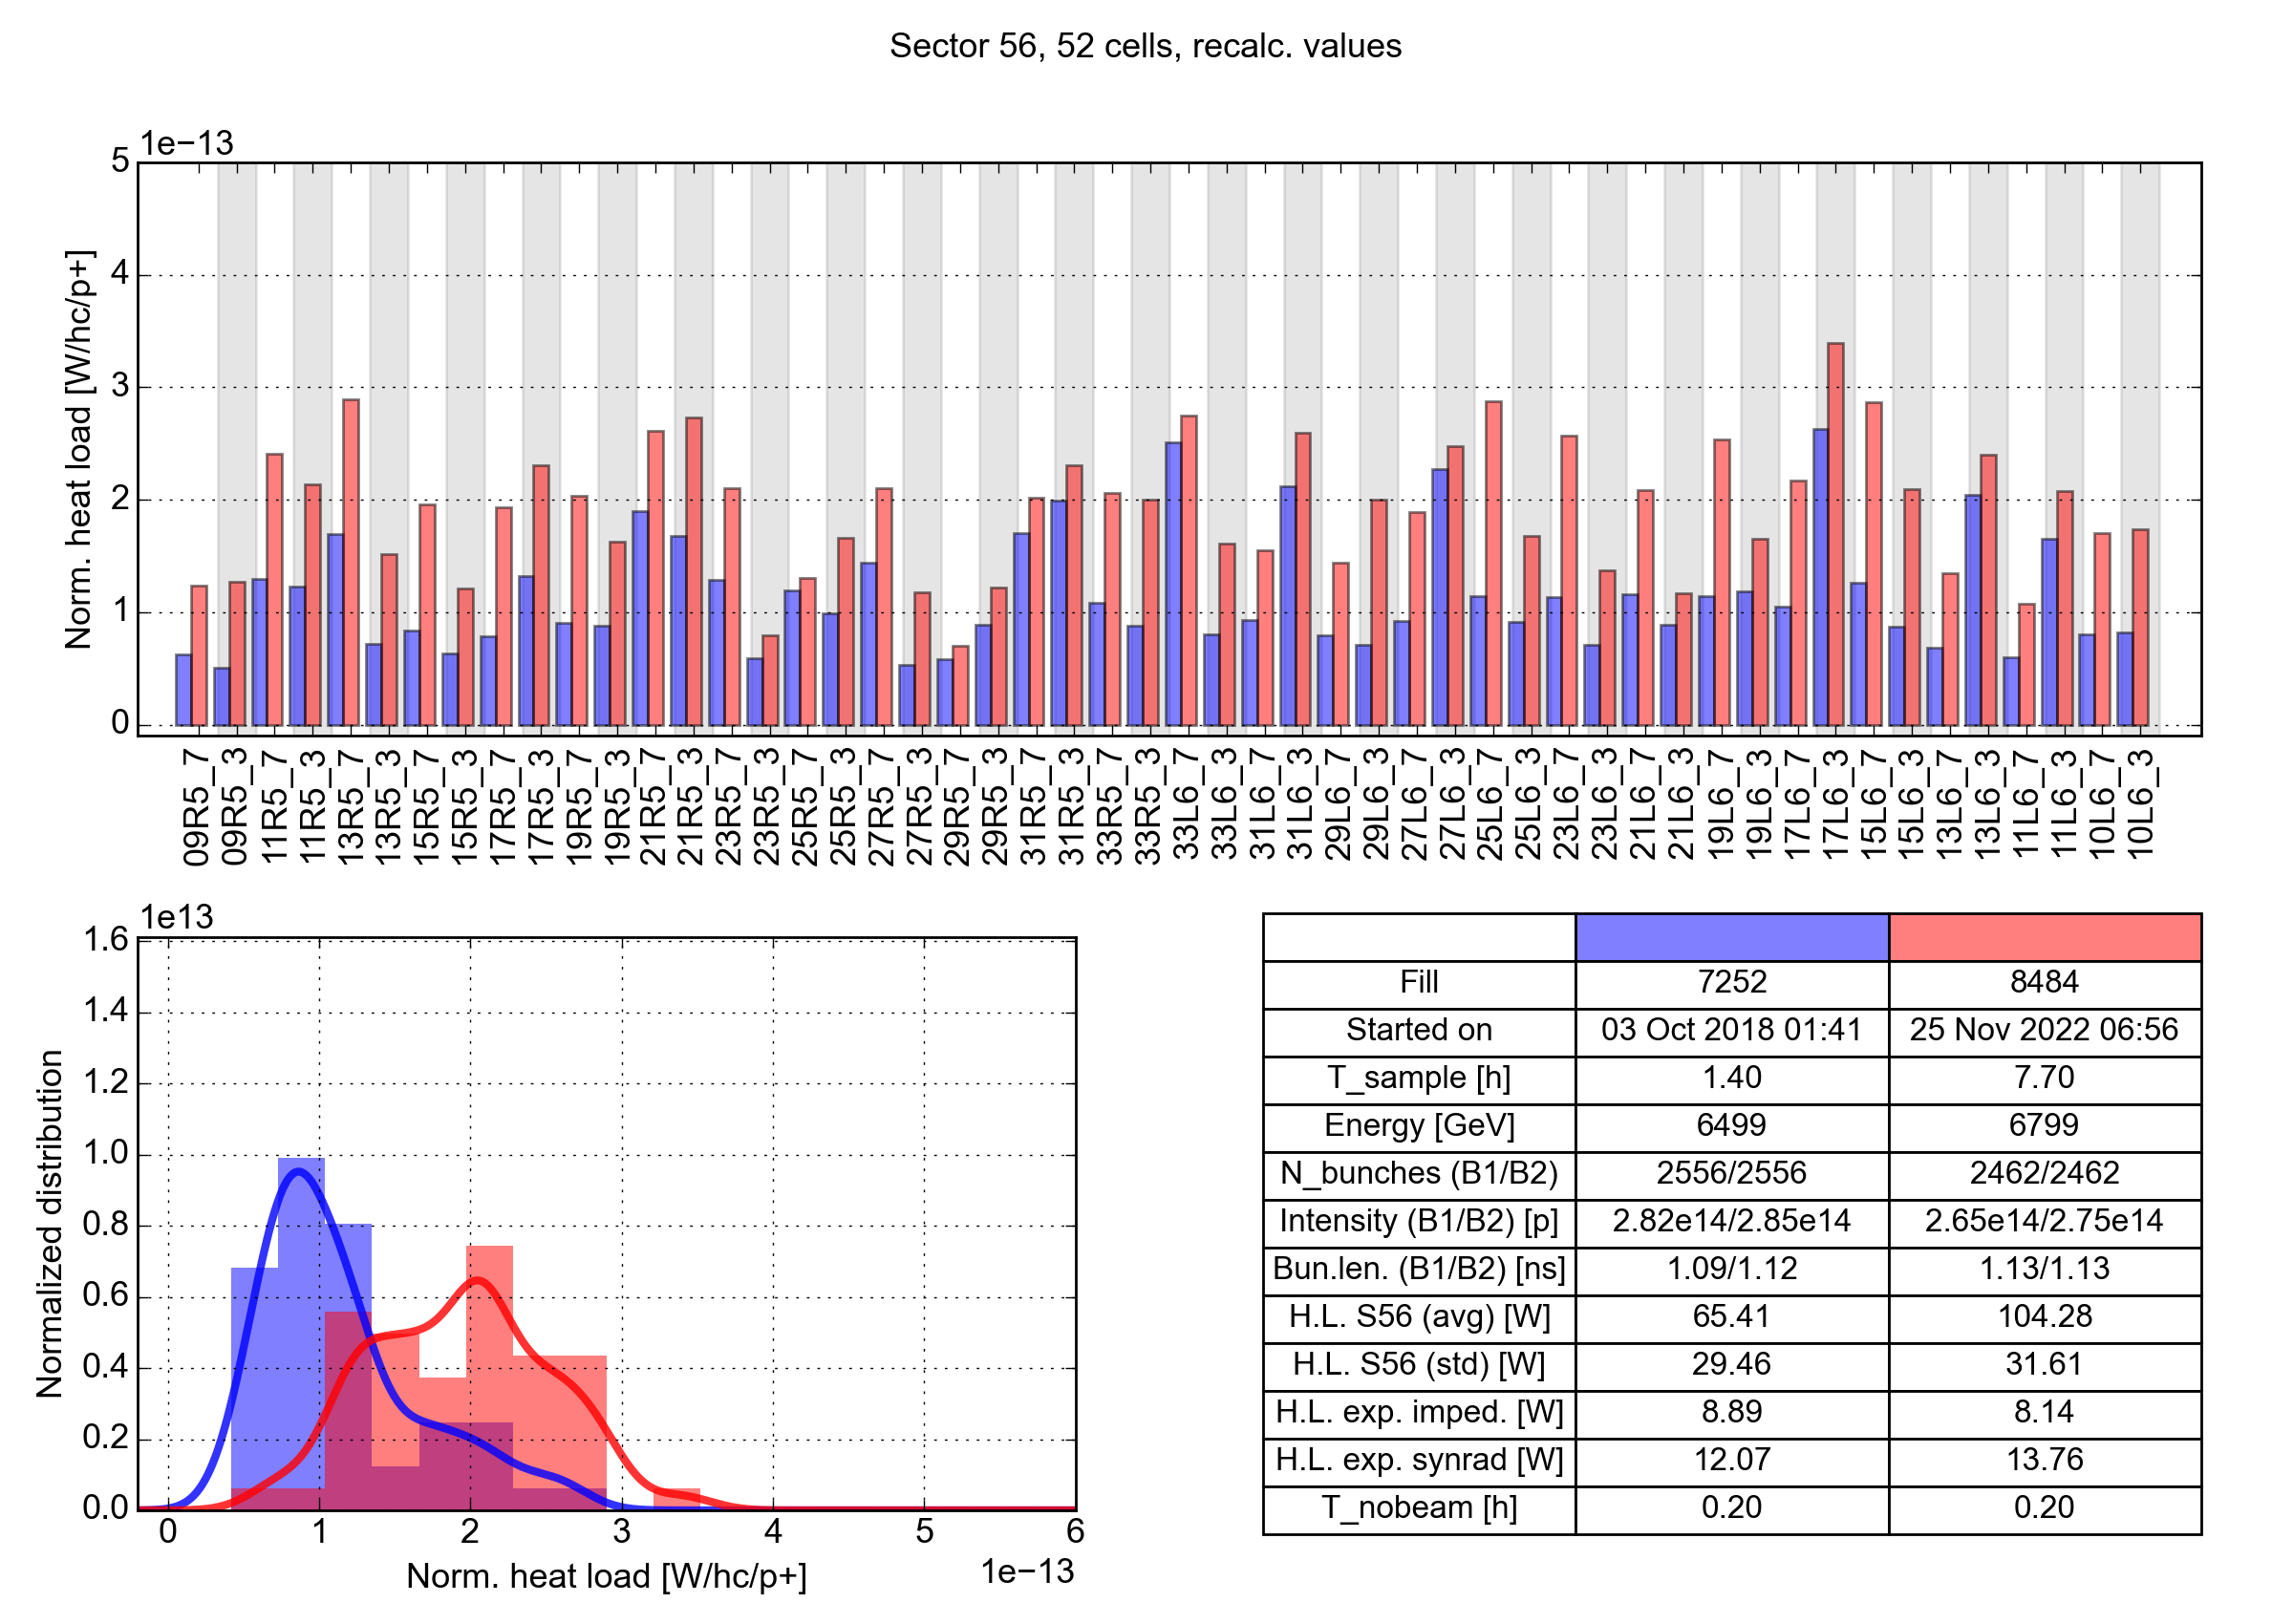 Sector 56, 52 cells, recalc. values
1e−13
5
4
3
2
1
0
Norm. heat load [W/hc/p+]
09R5_7
09R5_3
11R5_7
11R5_3
13R5_7
13R5_3
15R5_7
15R5_3
17R5_7
17R5_3
19R5_7
19R5_3
21R5_7
21R5_3
23R5_7
23R5_3
25R5_7
25R5_3
27R5_7
27R5_3
29R5_7
29R5_3
31R5_7
31R5_3
33R5_7
33R5_3
33L6_7
33L6_3
31L6_7
31L6_3
29L6_7
29L6_3
27L6_7
27L6_3
25L6_7
25L6_3
23L6_7
23L6_3
21L6_7
21L6_3
19L6_7
19L6_3
17L6_7
17L6_3
15L6_7
15L6_3
13L6_7
13L6_3
11L6_7
11L6_3
10L6_7
10L6_3
1e13
1.6
1.4
1.2
1.0
0.8
0.6
0.4
0.2
0.0
Normalized distribution
0 1 2 3 4 5 6
Norm. heat load [W/hc/p+]
1e−13
Fill 7252 8484
Started on 03 Oct 2018 01:41 25 Nov 2022 06:56
T_sample [h] 1.40 7.70
Energy [GeV] 6499 6799
N_bunches (B1/B2) 2556/2556 2462/2462
Intensity (B1/B2) [p] 2.82e14/2.85e14 2.65e14/2.75e14
Bun.len. (B1/B2) [ns] 1.09/1.12 1.13/1.13
H.L. S56 (avg) [W] 65.41 104.28
H.L. S56 (std) [W] 29.46 31.61
H.L. exp. imped. [W] 8.89 8.14
H.L. exp. synrad [W] 12.07 13.76
T_nobeam [h] 0.20 0.20